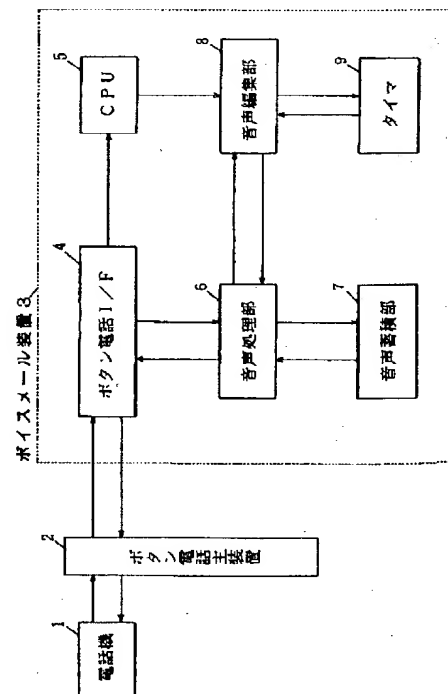 ボイスメール装置3
1
電話機
2
ボタン電話主装置
4
ボタン電話I/F
5
CPU
6
音声処理部
7
音声蓄積部
8
音声編集部
9
タイマ